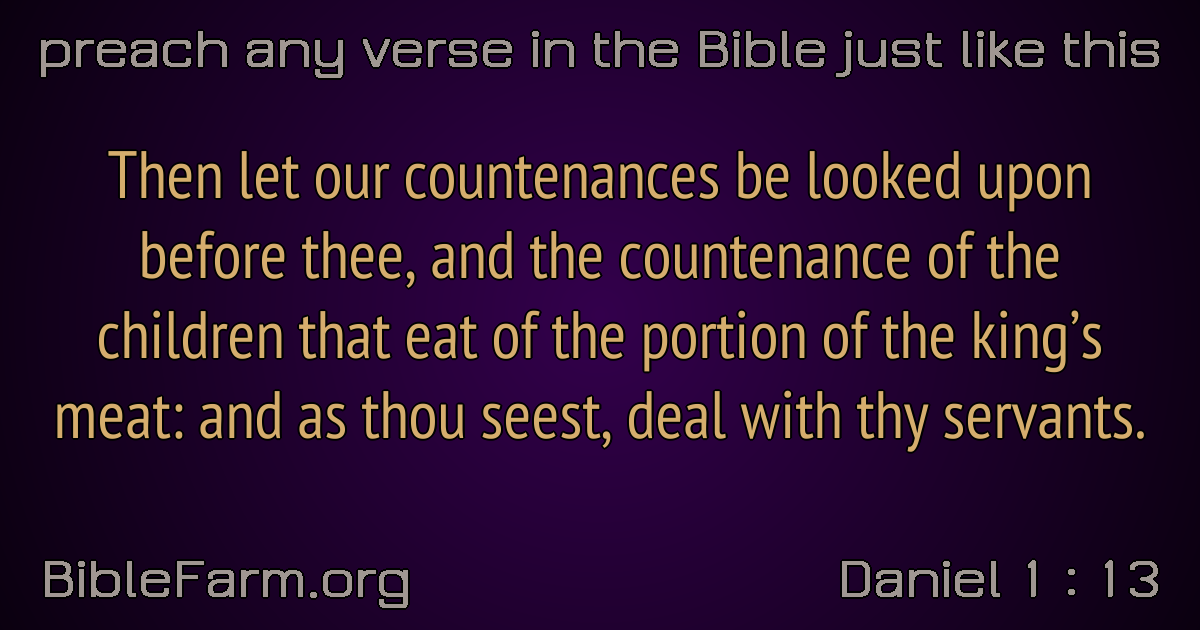 preach any verse in the Bible just like this
Then let our countenances be looked upon
before thee, and the countenance of the
children that eat of the portion of the king’s
meat: and as thou seest, deal with thy servants.
BibleFarm.org
Daniel 1 : 13